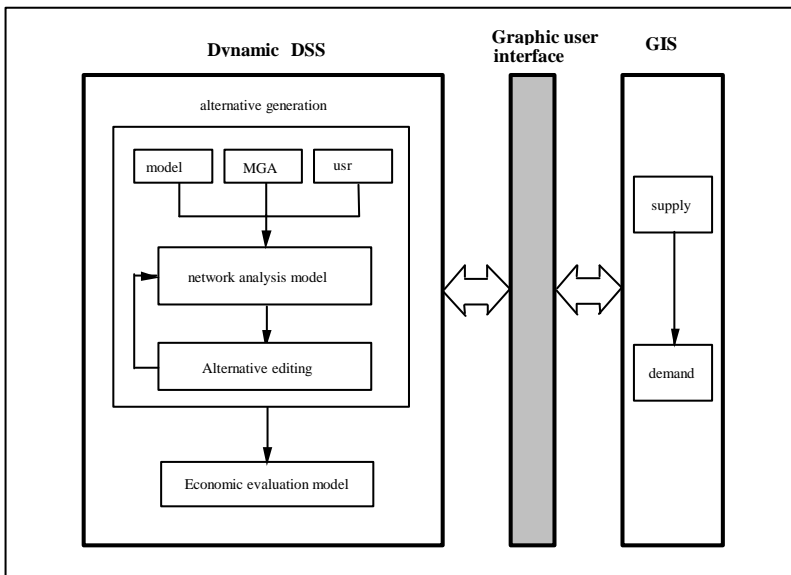 Dynamic DSS
Graphic user
interface
GIS
alternative generation
model
MGA
usr
network analysis model
Alternative editing
Economic evaluation model
supply
demand